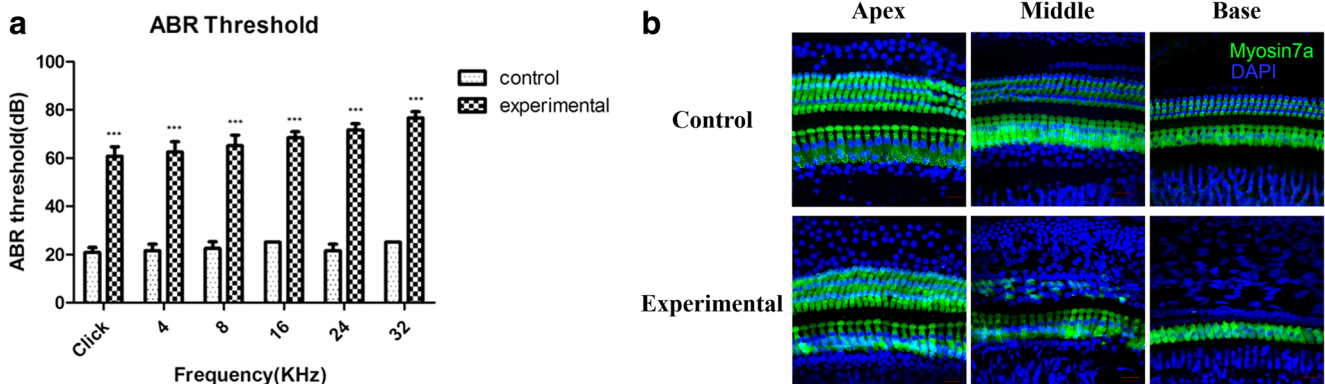 a
ABR Threshold
ABR threshold(dB)
100
80
60
40
20
0
control
experimental
***
***
***
***
***
***
Click
4
8
16
24
32
Frequency(KHz)
b
Apex
Middle
Base
Myosin7a
DAPI
Control
Experimental